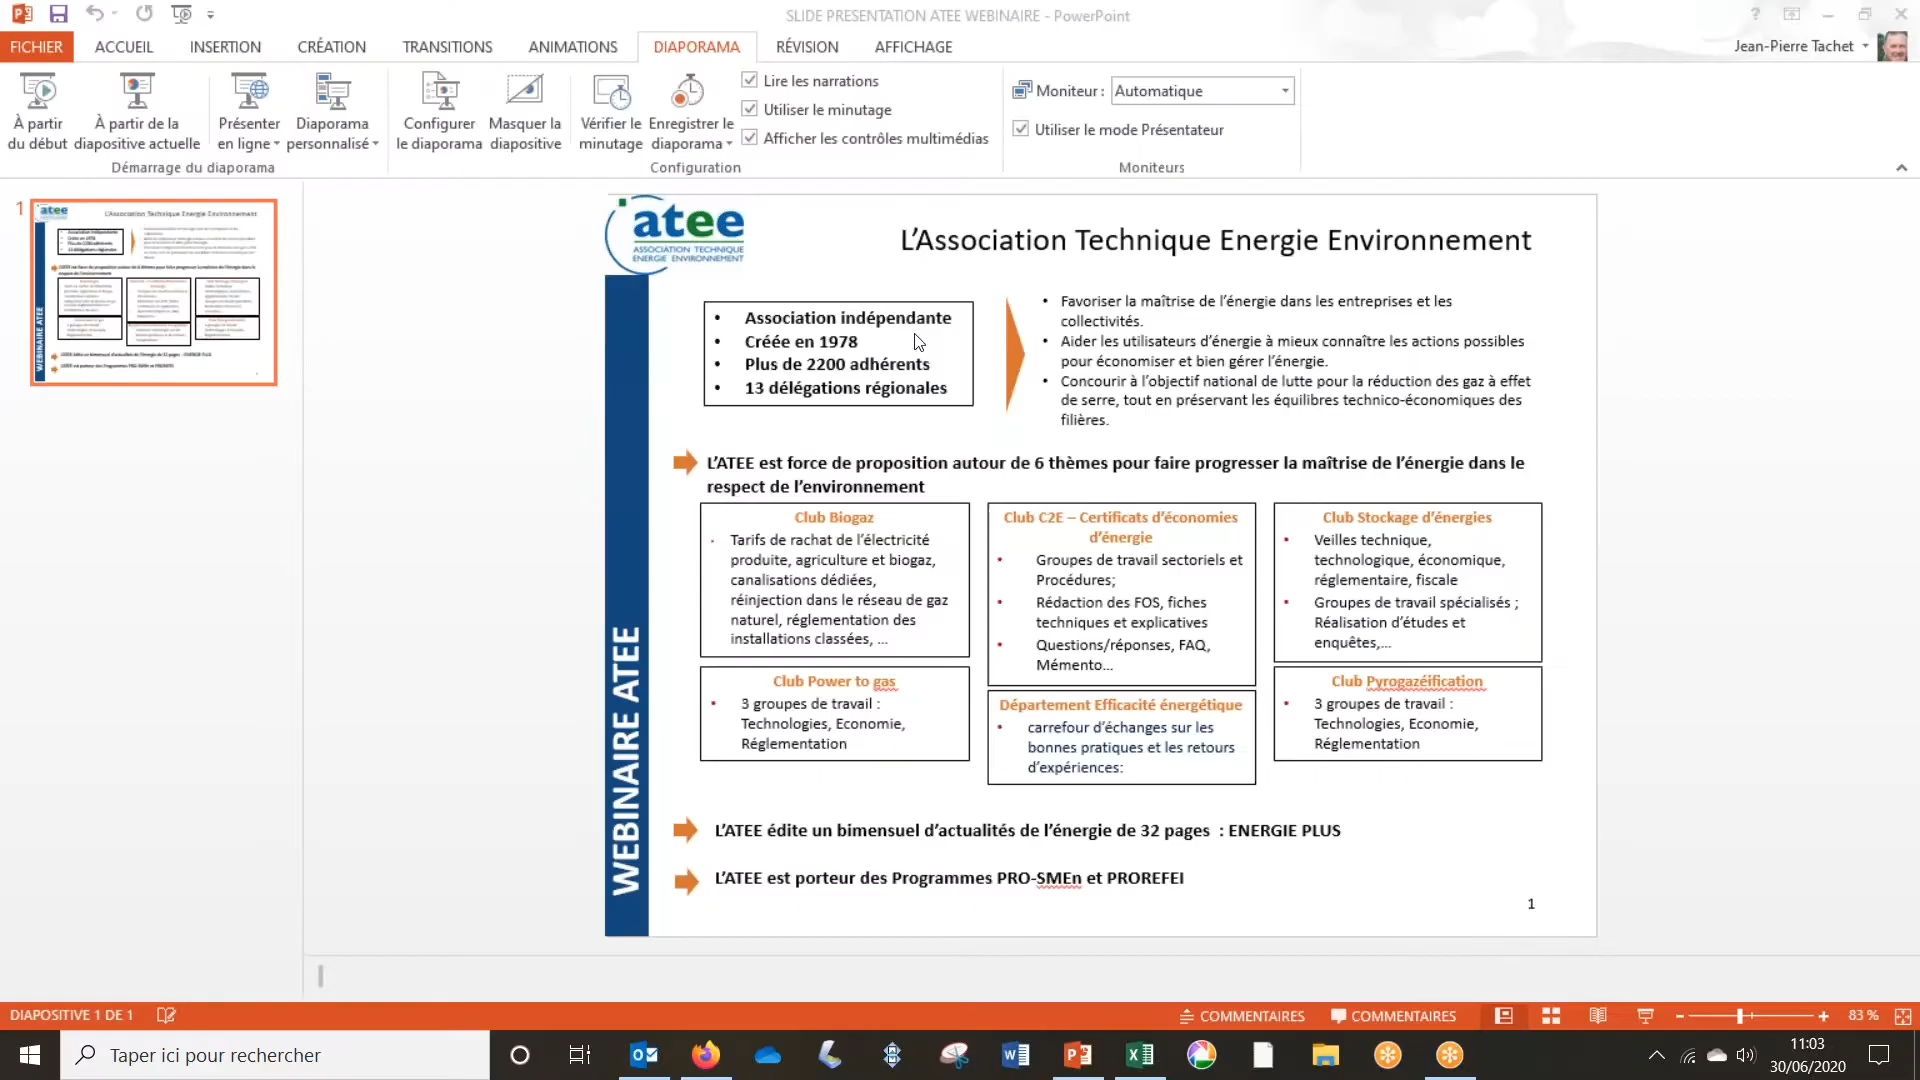 SLIDE PRESENTATION ATEE WEBINAIRE - PowerPoint
FICHIER ACCUEIL INSERTION CRÉATION TRANSITIONS ANIMATIONS DIAPORAMA RÉVISION AFFICHAGE
Jean-Pierre Tachet
À partir
du début
À partir de la
diapositive actuelle
Présenter
en ligne
Diaporama
personnalisé
Démarrage du diaporama
Configurer
le diaporama
Masquer la
diapositive
Vérifier le
minutage
Enregistrer le
diaporama
Lire les narrations
Utiliser le minutage
Afficher les contrôles multimédias
Configuration
Moniteur :
Automatique
Utiliser le mode Présentateur
Moniteurs
1
atee
ASSOCIATION TECHNIQUE
ENERGIE ENVIRONNEMENT
L’Association Technique Energie Environnement
• Association indépendante
• Créée en 1978
• Plus de 2200 adhérents
• 13 délégations régionales
• Favoriser la maîtrise de l’énergie dans les entreprises et les
collectivités.
• Aider les utilisateurs d’énergie à mieux connaître les actions possibles
pour économiser et bien gérer l’énergie.
• Concourir à l’objectif national de lutte pour la réduction des gaz à effet
de serre, tout en préservant les équilibres technico-économiques des
filières.
L’ATEE est force de proposition autour de 6 thèmes pour faire progresser la maîtrise de l’énergie dans le
respect de l’environnement
Club Biogaz
• Tarifs de rachat de l’électricité
produite, agriculture et biogaz,
canalisations dédiées,
réinjection dans le réseau de gaz
naturel, réglementation des
installations classées, ...
Club C2E – Certificats d’économies
d’énergie
• Groupes de travail sectoriels et
Procédures;
• Rédaction des FOS, fiches
techniques et explicatives
• Questions/réponses, FAQ,
Mémento...
Club Stockage d’énergies
• Veilles technique,
technologique, économique,
réglementaire, fiscale
• Groupes de travail spécialisés ;
Réalisation d’études et
enquêtes,...
Club Power to gas
• 3 groupes de travail :
Technologies, Economie,
Réglementation
Département Efficacité énergétique
• carrefour d’échanges sur les
bonnes pratiques et les retours
d’expériences:
Club Pyrogazéification
• 3 groupes de travail :
Technologies, Economie,
Réglementation
L’ATEE édite un bimensuel d’actualités de l’énergie de 32 pages : ENERGIE PLUS
L’ATEE est porteur des Programmes PRO-SMEn et PROREFEI
1
WEBINAIRE ATEE
DIAPOSITIVE 1 DE 1
COMMENTAIRES
COMMENTAIRES
83 %
Taper ici pour rechercher
11:03
30/06/2020